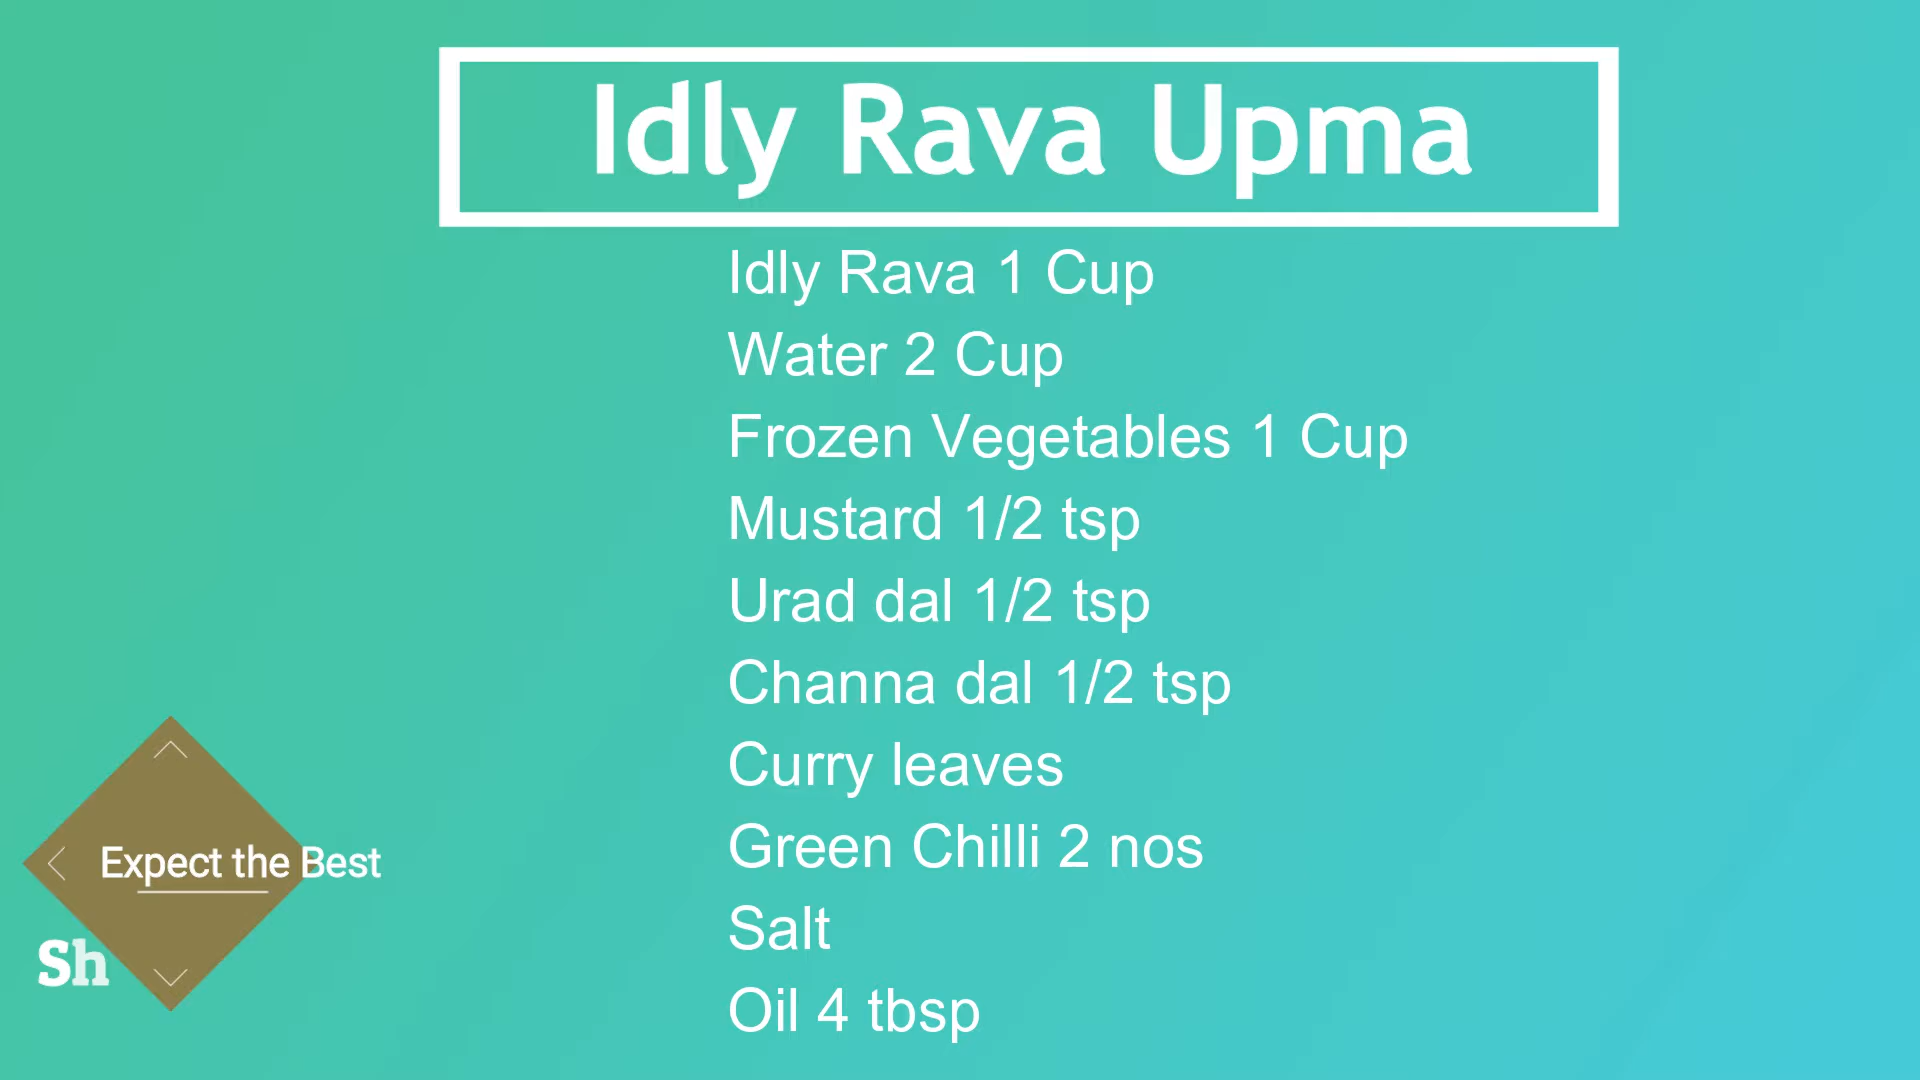 Idly Rava Upma
Idly Rava 1 Cup
Water 2 Cup
Frozen Vegetables 1 Cup
Mustard 1/2 tsp
Urad dal 1/2 tsp
Channa dal 1/2 tsp
Curry leaves
Green Chilli 2 nos
Salt
Oil 4 tbsp
Expect the Best
Sh